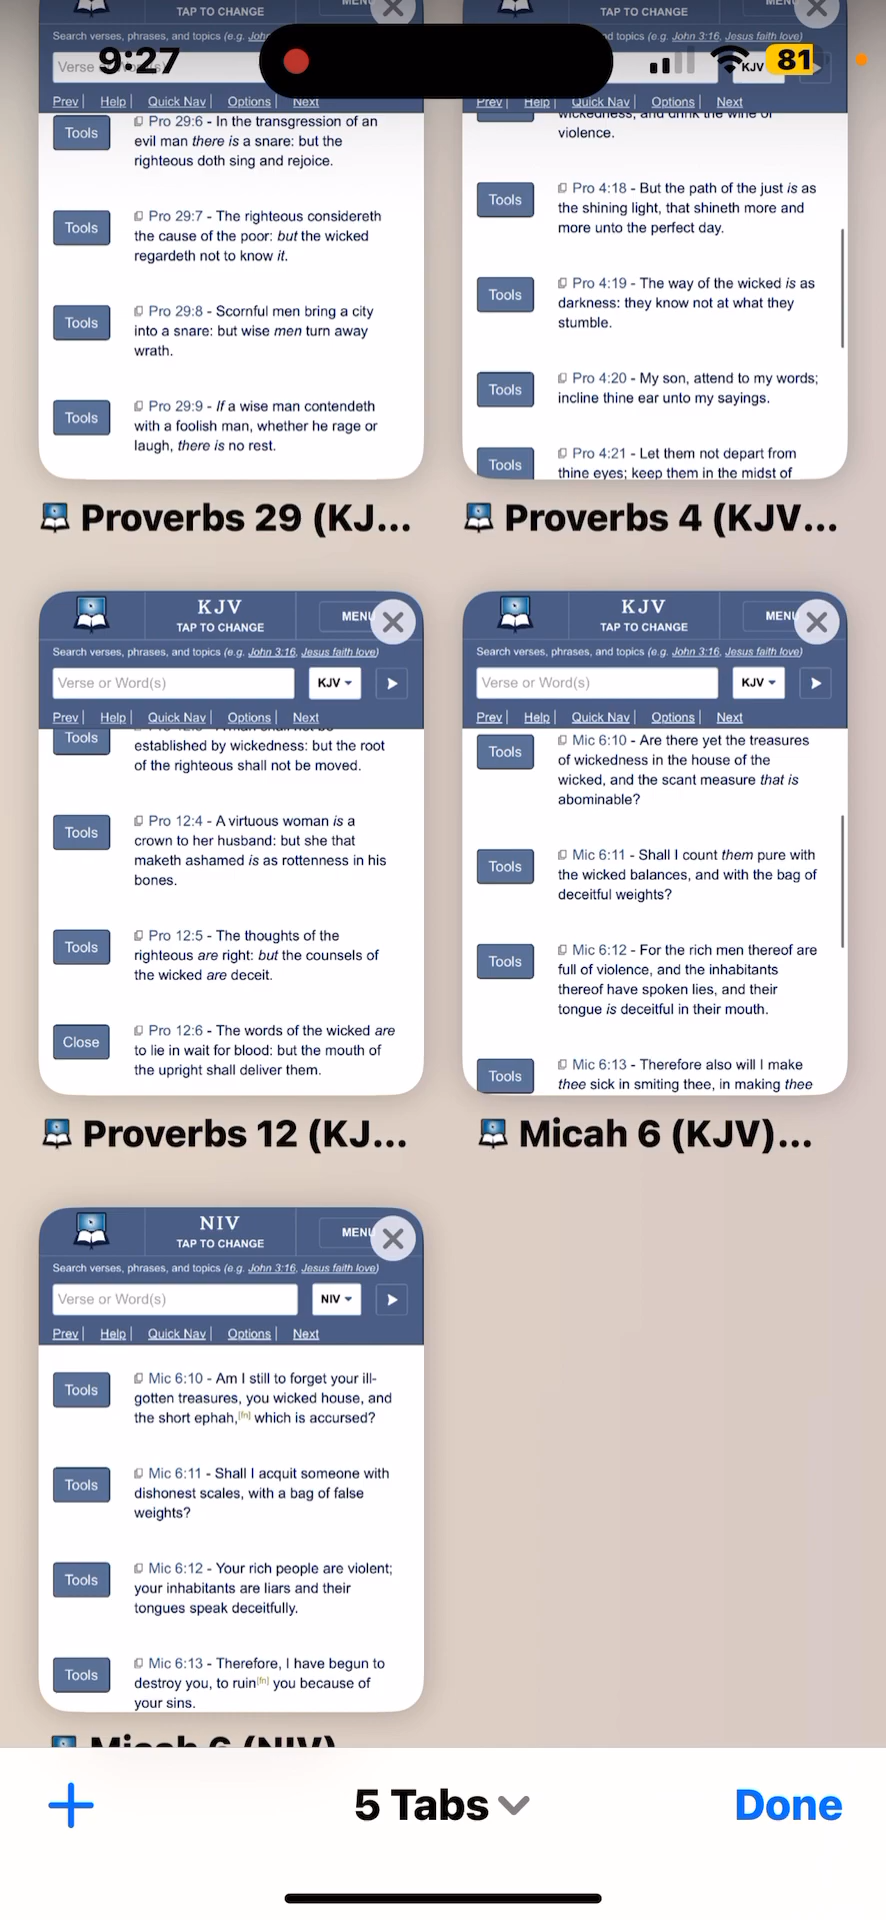 TAP TO CHANGE
MENU
Search verses, phrases, and topics (e.g. John
Verse
Prev | Help | Quick Nav | Options | Next
Tools
Pro 29:6 - In the transgression of an
evil man there is a snare: but the
righteous doth sing and rejoice.
Tools
Pro 29:7 - The righteous considereth
the cause of the poor: but the wicked
regardeth not to know it.
Tools
Pro 29:8 - Scornful men bring a city
into a snare: but wise men turn away
wrath.
Tools
Pro 29:9 - If a wise man contendeth
with a foolish man, whether he rage or
laugh, there is no rest.
Proverbs 29 (KJ...
9:27
81
TAP TO CHANGE
MENU
nd topics (e.g. John 3:16, Jesus faith love)
KJV
Prev | Help | Quick Nav | Options | Next
wickedness, and drink the wine of
violence.
Tools
Pro 4:18 - But the path of the just is as
the shining light, that shineth more and
more unto the perfect day.
Tools
Pro 4:19 - The way of the wicked is as
darkness: they know not at what they
stumble.
Tools
Pro 4:20 - My son, attend to my words;
incline thine ear unto my sayings.
Tools
Pro 4:21 - Let them not depart from
thine eyes; keep them in the midst of
Proverbs 4 (KJV...
KJV
TAP TO CHANGE
MENU
Search verses, phrases, and topics (e.g. John 3:16, Jesus faith love)
Verse or Word(s)
KJV
Prev | Help | Quick Nav | Options | Next
Tools
established by wickedness: but the root
of the righteous shall not be moved.
Tools
Pro 12:4 - A virtuous woman is a
crown to her husband: but she that
maketh ashamed is as rottenness in his
bones.
Tools
Pro 12:5 - The thoughts of the
righteous are right: but the counsels of
the wicked are deceit.
Close
Pro 12:6 - The words of the wicked are
to lie in wait for blood: but the mouth of
the upright shall deliver them.
Proverbs 12 (KJ...
KJV
TAP TO CHANGE
MENU
Search verses, phrases, and topics (e.g. John 3:16, Jesus faith love)
Verse or Word(s)
KJV
Prev | Help | Quick Nav | Options | Next
Tools
Mic 6:10 - Are there yet the treasures
of wickedness in the house of the
wicked, and the scant measure that is
abominable?
Tools
Mic 6:11 - Shall I count them pure with
the wicked balances, and with the bag of
deceitful weights?
Tools
Mic 6:12 - For the rich men thereof are
full of violence, and the inhabitants
thereof have spoken lies, and their
tongue is deceitful in their mouth.
Tools
Mic 6:13 - Therefore also will I make
thee sick in smiting thee, in making thee
Micah 6 (KJV)...
NIV
TAP TO CHANGE
MENU
Search verses, phrases, and topics (e.g. John 3:16, Jesus faith love)
Verse or Word(s)
NIV
Prev | Help | Quick Nav | Options | Next
Tools
Mic 6:10 - Am I still to forget your ill-
gotten treasures, you wicked house, and
the short ephah,[fn] which is accursed?
Tools
Mic 6:11 - Shall I acquit someone with
dishonest scales, with a bag of false
weights?
Tools
Mic 6:12 - Your rich people are violent;
your inhabitants are liars and their
tongues speak deceitfully.
Tools
Mic 6:13 - Therefore, I have begun to
destroy you, to ruin[fn] you because of
your sins.
Micah 6 (NIV)
5 Tabs
Done